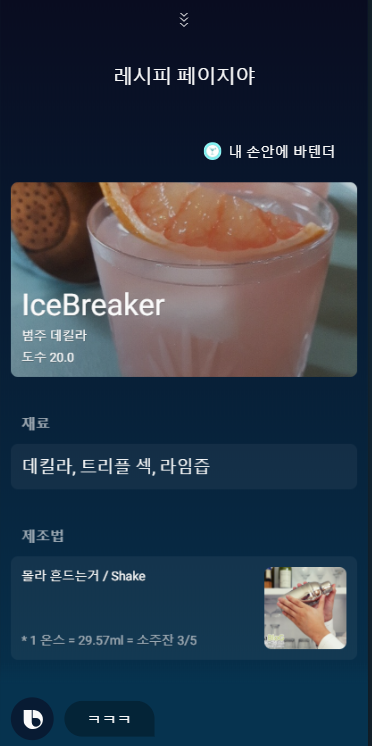 레시피 페이지야
내 손안에 바텐더
IceBreaker
범주 데킬라
도수 20.0
재료
데킬라, 트리플 섹, 라임즙
제조법
몰라 흔드는거 / Shake
* 1 온스 = 29.57ml = 소주잔 3/5
ㅋㅋㅋ